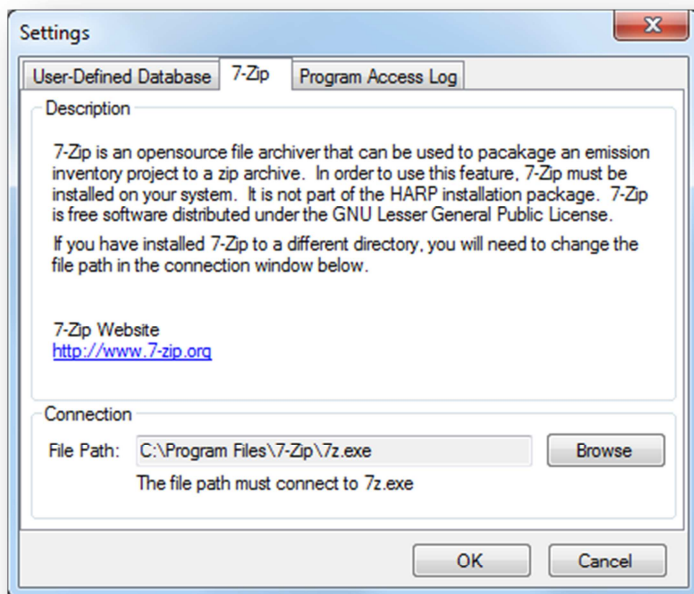 Settings
User-Defined Database
7-Zip
Program Access Log
Description
7-Zip is an opensource file archiver that can be used to pacakage an emission
inventory project to a zip archive. In order to use this feature, 7-Zip must be
installed on your system. It is not part of the HARP installation package. 7-Zip
is free software distributed under the GNU Lesser General Public License.
If you have installed 7-Zip to a different directory, you will need to change the
file path in the connection window below.
7-Zip Website
http://www.7-zip.org
Connection
File Path: C:\Program Files\7-Zip\7z.exe Browse
The file path must connect to 7z.exe
OK Cancel